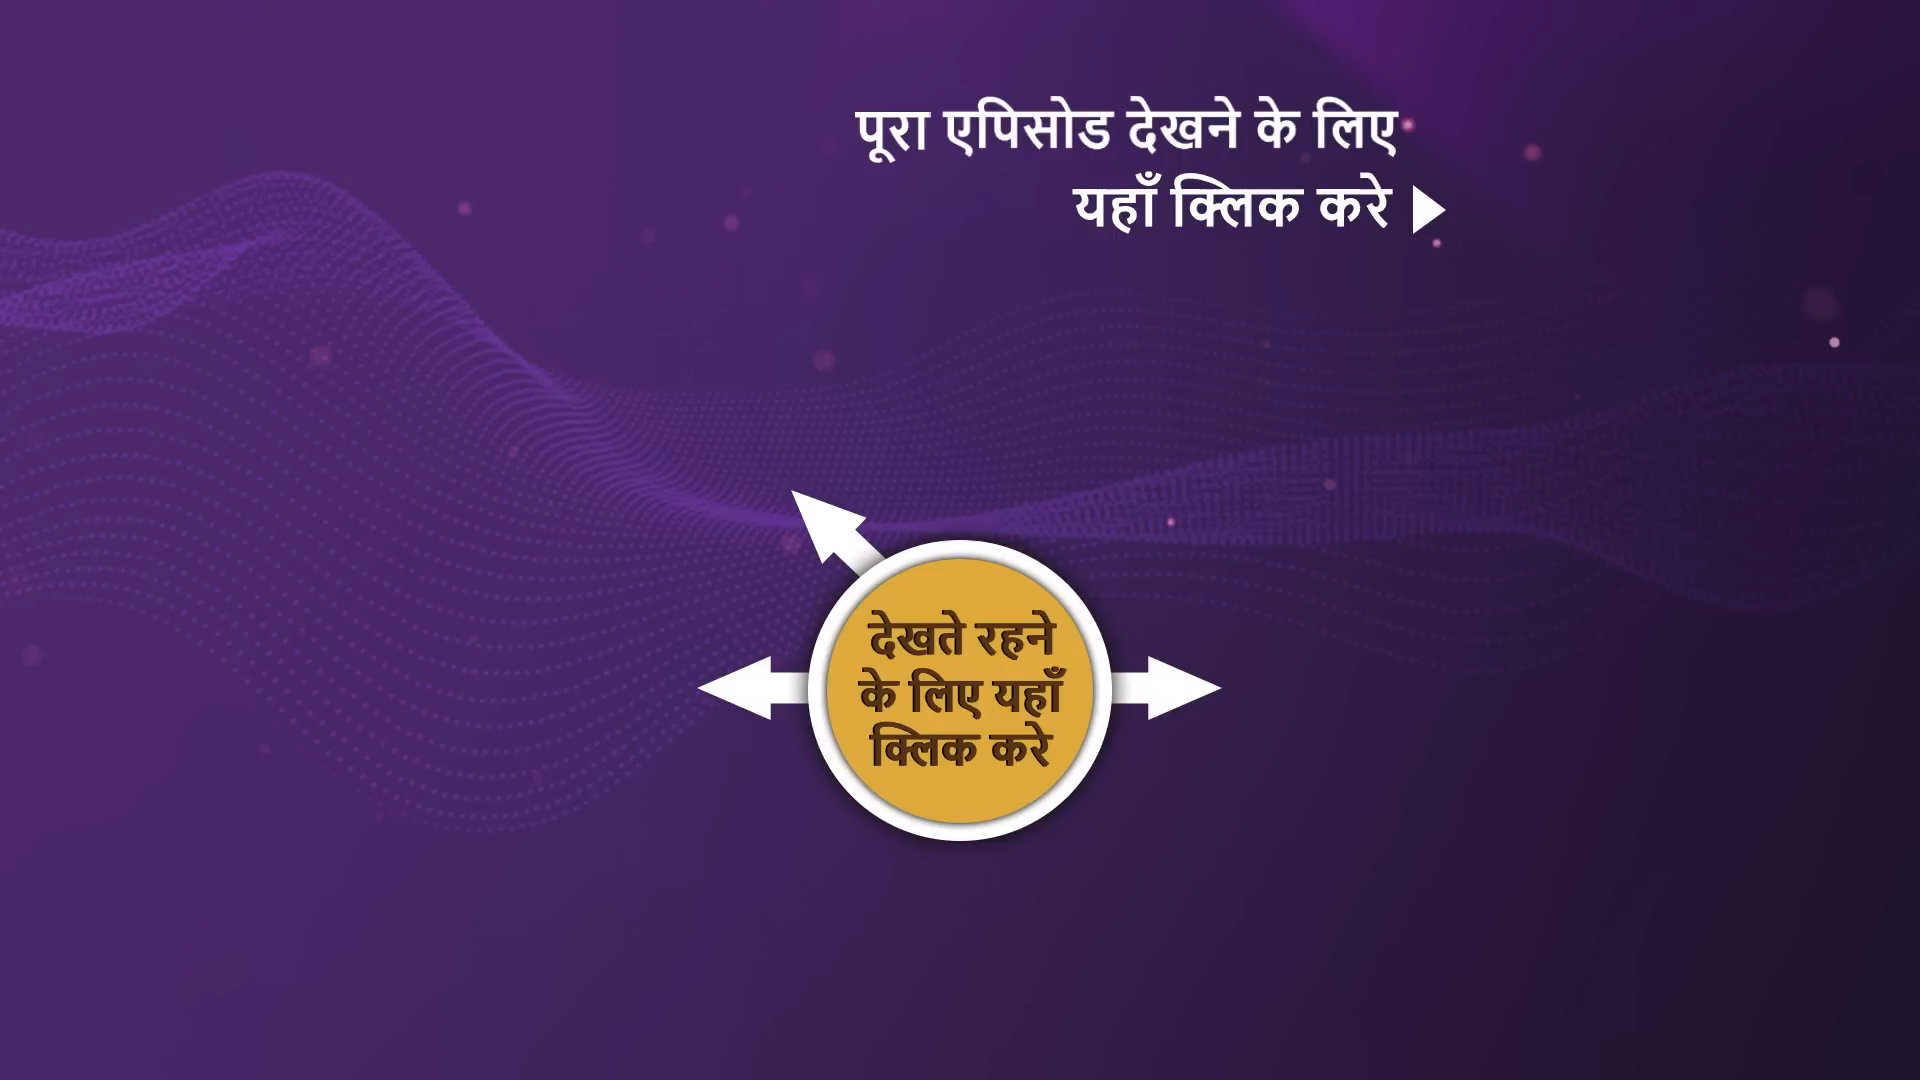 पूरा एपिसोड देखने के लिए
यहाँ क्लिक करे
देखते रहने
के लिए यहाँ
क्लिक करे